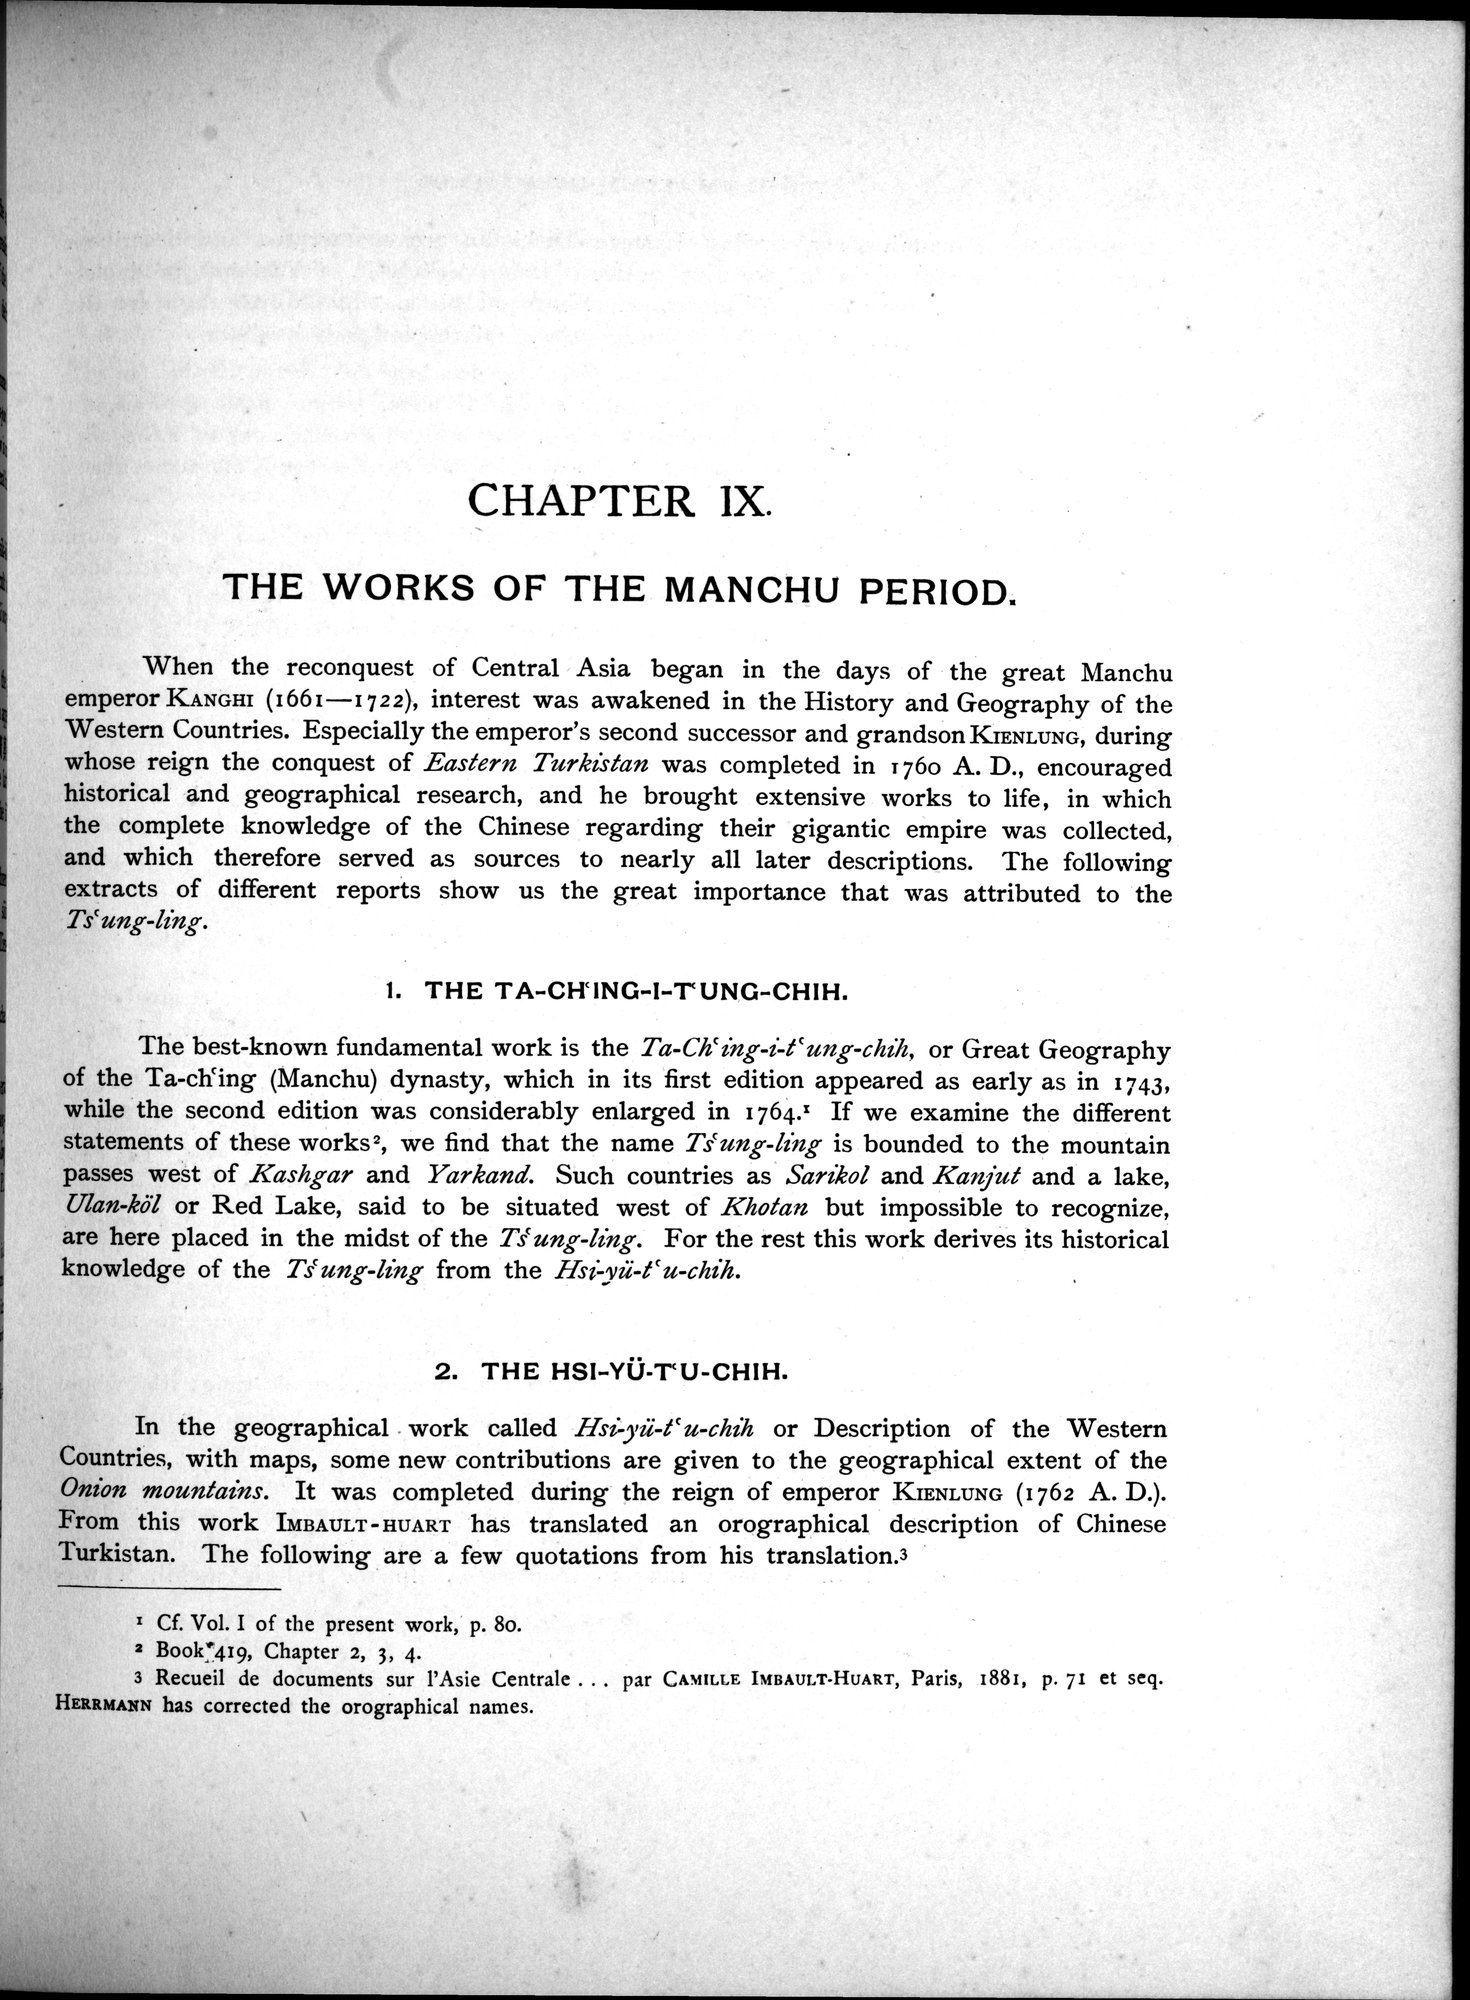 CHAPTER IX.
THE WORKS OF THE MANCHU PERIOD.
When the reconquest of Central Asia began in the days of the great Manchu
emperor KANGHI (1661—1722), interest was awakened in the History and Geography of the
Western Countries. Especially the emperor's second successor and grandson KIENLUNG, during
whose reign the conquest of Eastern Turkistan was completed in 1760 A. D., encouraged
historical and geographical research, and he brought extensive works to life, in which
the complete knowledge of the Chinese regarding their gigantic empire was collected,
and which therefore served as sources to nearly all later descriptions. The following
extracts of different reports show us the great importance that was attributed to the
Tsʻung-ling.
1. THE TA-CHʻING-I-TʻUNG-CHIH.
The best-known fundamental work is the Ta-Chʻing-i-tʻung-chih, or Great Geography
of the Ta-chʻing (Manchu) dynasty, which in its first edition appeared as early as in 1743,
while the second edition was considerably enlarged in 1764.¹ If we examine the different
statements of these works², we find that the name Tsʻung-ling is bounded to the mountain
passes west of Kashgar and Yarkand. Such countries as Sarikol and Kanjut and a lake,
Ulan-köl or Red Lake, said to be situated west of Khotan but impossible to recognize,
are here placed in the midst of the Tsʻung-ling. For the rest this work derives its historical
knowledge of the Tsʻung-ling from the Hsi-yü-tʻu-chih.
2. THE HSI-YÜ-TʻU-CHIH.
In the geographical work called Hsi-yü-tʻu-chih or Description of the Western
Countries, with maps, some new contributions are given to the geographical extent of the
Onion mountains. It was completed during the reign of emperor KIENLUNG (1762 A. D.).
From this work IMBAULT-HUART has translated an orographical description of Chinese
Turkistan. The following are a few quotations from his translation.³
¹ Cf. Vol. I of the present work, p. 80.
² Book 419, Chapter 2, 3, 4.
³ Recueil de documents sur l'Asie Centrale . . . par CAMILLE IMBAULT-HUART, Paris, 1881, p. 71 et seq.
HERRMANN has corrected the orographical names.